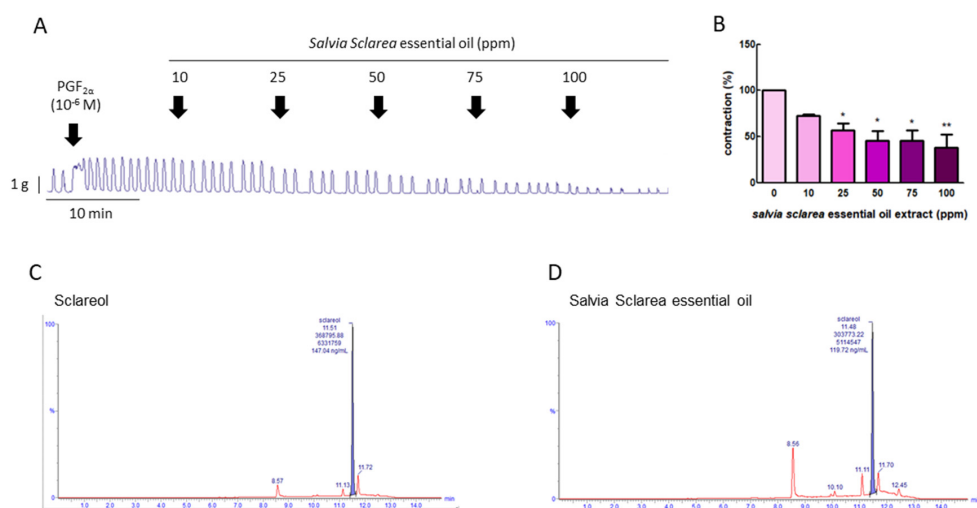 A
Salvia Sclarea essential oil (ppm)
10 25 50 75 100
PGF2α
(10-6 M)
1 g
10 min
B
150
100
50
0
contraction (%)
* * * **
0 10 25 50 75 100
salvia sclarea essential oil extract (ppm)
C
Sclareol
100
%
0
sclareol
11.51
368795.88
6331759
147.04 ng/mL
8.57
11.13
11.72
1.0 2.0 3.0 4.0 5.0 6.0 7.0 8.0 9.0 10.0 11.0 12.0 13.0 14.0
min
D
Salvia Sclarea essential oil
100
%
0
sclareol
11.48
303773.22
5114547
119.72 ng/mL
8.56
10.10
11.11
11.70
12.45
1.0 2.0 3.0 4.0 5.0 6.0 7.0 8.0 9.0 10.0 11.0 12.0 13.0 14.0